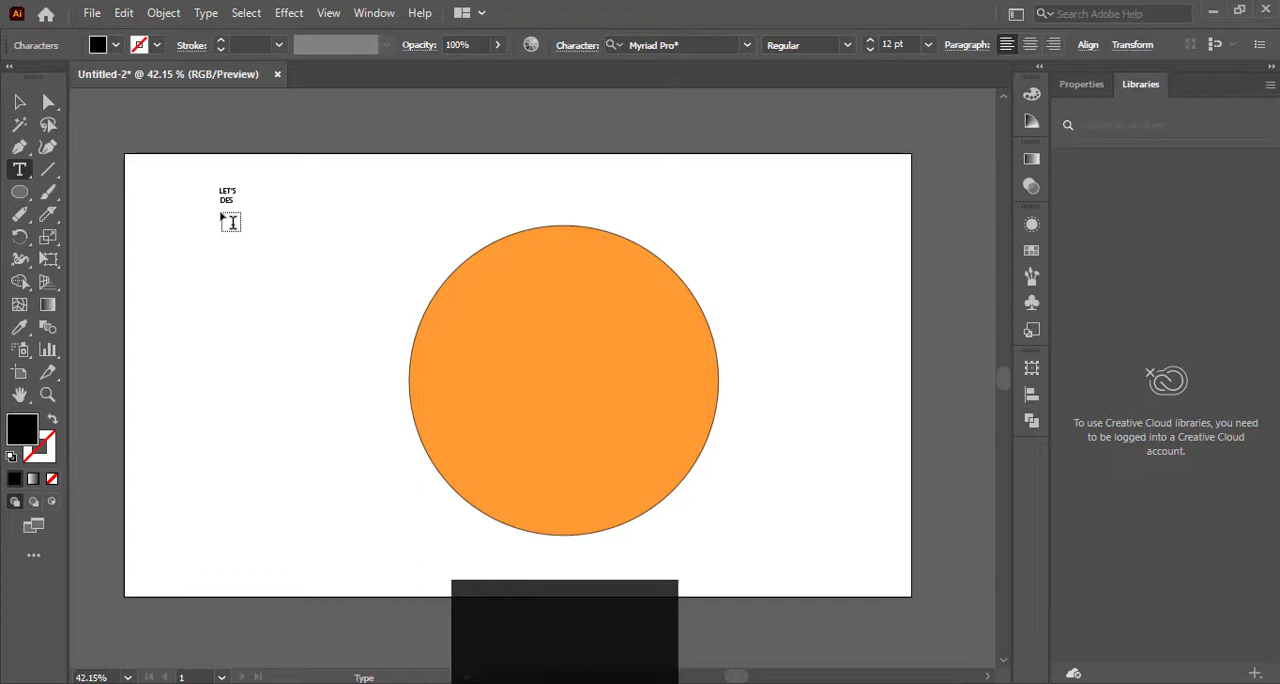 Ai File Edit Object Type Select Effect View Window Help Search Adobe Help
Characters Stroke: Opacity: 100% Character: Myriad Pro* Regular 12 pt Paragraph: Align Transform
Untitled-2* @ 42.15 % (RGB/Preview)
Properties Libraries
LET'S
DES
To use Creative Cloud libraries, you need
to be logged into a Creative Cloud
account.
42.15% 1 Type